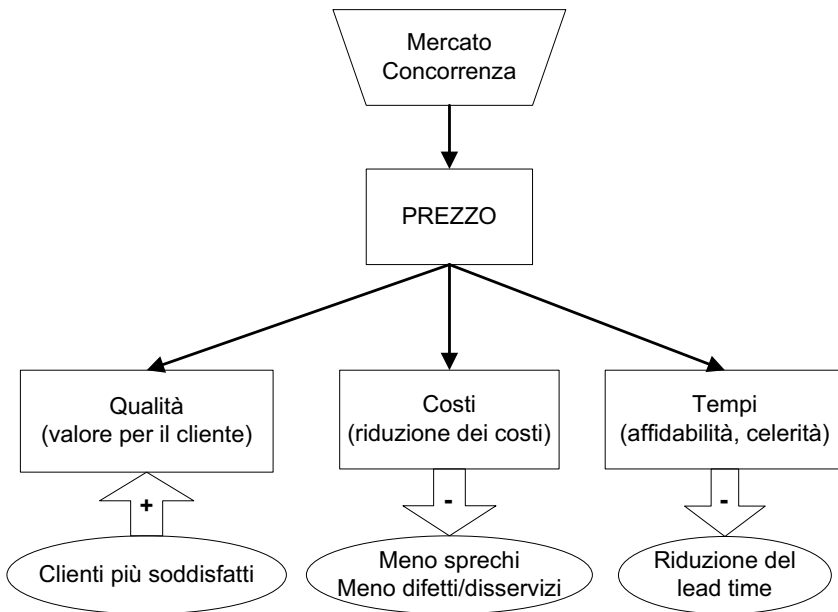 Mercato
Concorrenza
PREZZO
Qualità
(valore per il cliente)
Costi
(riduzione dei costi)
Tempi
(affidabilità, celerità)
+
-
-
Clienti più soddisfatti
Meno sprechi
Meno difetti/disservizi
Riduzione del
lead time